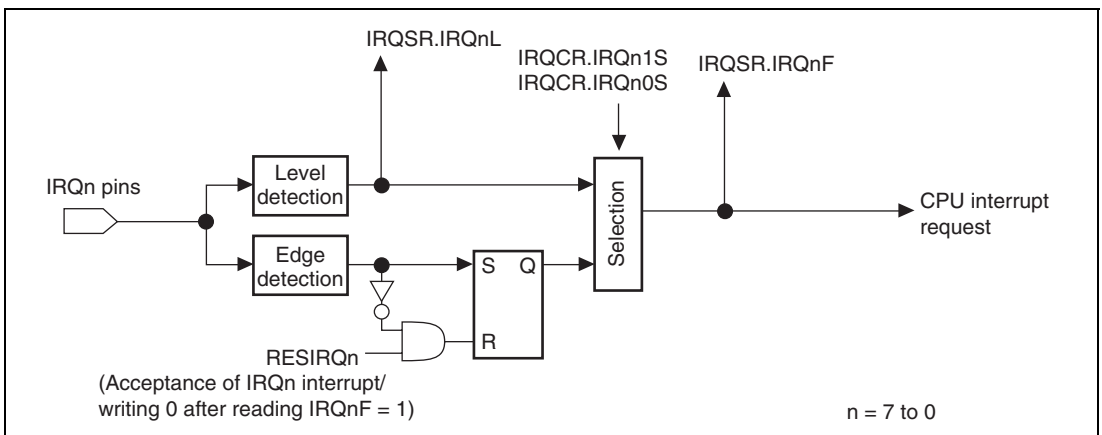 IRQSR.IRQnL
IRQCR.IRQn1S
IRQCR.IRQn0S
IRQSR.IRQnF
Level
detection
IRQn pins
Selection
CPU interrupt
request
Edge
detection
S Q
R
RESIRQn
(Acceptance of IRQn interrupt/
writing 0 after reading IRQnF = 1)
n = 7 to 0